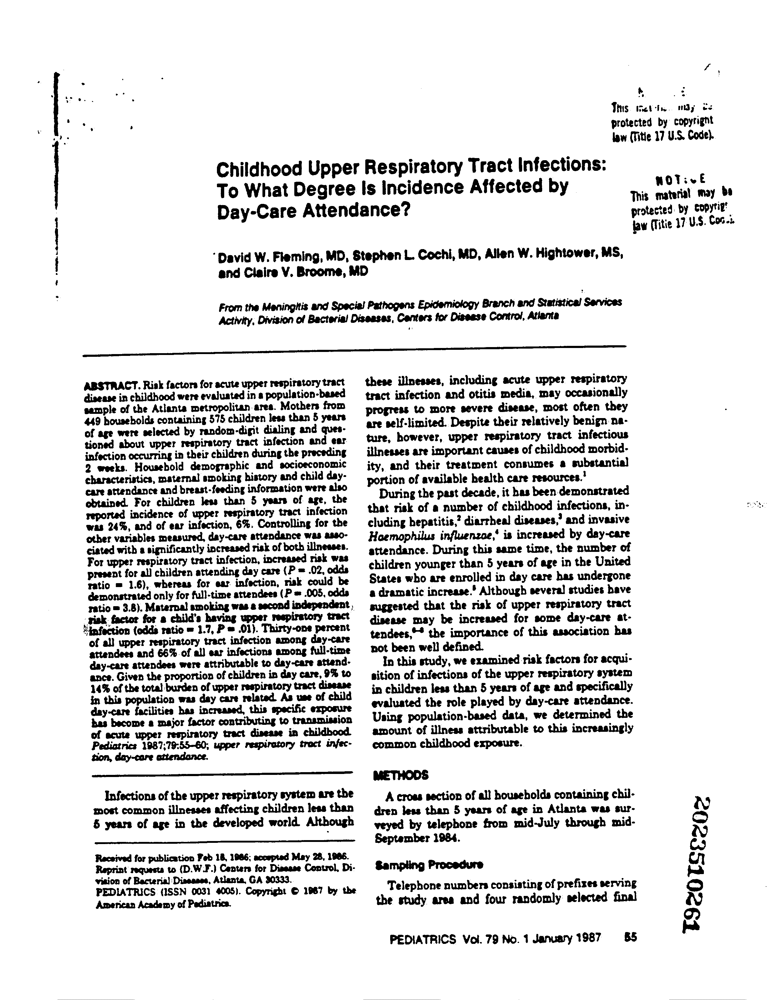 protected by copyright
law (Title 17 U.S. Code).
Childhood Upper Respiratory Tract Infections:
To What Degree Is Incidence Affected by
Day-Care Attendance?
This material may be
protected by
law (Title 17 U.S.
David W. Fleming, MD, Stephen L. Cochi, MD, Allen W. Hightower, MS,
and Claire V. Broome, MD
From the Meningitis and Special Pathogens Epidemiology Branch and Statistical Services
Activity, Division of Bacterial Diseases, Centers for Disease Control, Atlanta
ABSTRACT. Risk factors for acute upper respiratory tract
disease in childhood were evaluated in a population-based
sample of the Atlanta metropolitan area. Mothers from
449 households containing 575 children less than 5 years
of age were selected by random-digit dialing and ques-
tioned about upper respiratory tract infection and ear
infection occurring in their children during the preceding
2 weeks. Household demographic and socioeconomic
characteristics, maternal smoking history and child day-
care attendance and breast-feeding information were also
obtained. For children less than 5 years of age, the
reported incidence of upper respiratory tract infection
was 24%, and of ear infection, 6%. Controlling for the
other variables measured, day-care attendance was asso-
ciated with a significantly increased risk of both illnesses.
For upper respiratory tract infection, increased risk was
present for all children attending day care (P = .02, odds
ratio = 1.6), whereas for ear infection, risk could be
demonstrated only for full-time attendees (P = .005, odds
ratio = 3.8). Maternal smoking was a second independent
risk factor for a child's having upper respiratory tract
infection (odds ratio = 1.7, P = .01). Thirty-one percent
of all upper respiratory tract infection among day-care
attendees and 66% of all ear infections among full-time
day-care attendees were attributable to day-care attend-
ance. Given the proportion of children in day care, 9% to
14% of the total burden of upper respiratory tract disease
in this population was day care related. As use of child
day-care facilities has increased, this specific exposure
has become a major factor contributing to transmission
of acute upper respiratory tract disease in childhood.
Pediatrics 1987;79:55–60; upper respiratory tract infec-
tion, day-care attendance.
Infections of the upper respiratory system are the
most common illnesses affecting children less than
5 years of age in the developed world. Although
Received for publication Feb 18, 1986; accepted May 28, 1986.
Reprint requests to (D.W.F.) Centers for Disease Control, Di-
vision of Bacterial Diseases, Atlanta, GA 30333.
PEDIATRICS (ISSN 0031 4005). Copyright © 1987 by the
American Academy of Pediatrics.
these illnesses, including acute upper respiratory
tract infection and otitis media, may occasionally
progress to more severe disease, most often they
are self-limited. Despite their relatively benign na-
ture, however, upper respiratory tract infectious
illnesses are important causes of childhood morbid-
ity, and their treatment consumes a substantial
portion of available health care resources.1
During the past decade, it has been demonstrated
that risk of a number of childhood infections, in-
cluding hepatitis,2 diarrheal diseases,3 and invasive
Haemophilus influenzae,4 is increased by day-care
attendance. During this same time, the number of
children younger than 5 years of age in the United
States who are enrolled in day care has undergone
a dramatic increase.5 Although several studies have
suggested that the risk of upper respiratory tract
disease may be increased for some day-care at-
tendees,6-8 the importance of this association has
not been well defined.
In this study, we examined risk factors for acqui-
sition of infections of the upper respiratory system
in children less than 5 years of age and specifically
evaluated the role played by day-care attendance.
Using population-based data, we determined the
amount of illness attributable to this increasingly
common childhood exposure.
METHODS
A cross section of all households containing chil-
dren less than 5 years of age in Atlanta was sur-
veyed by telephone from mid-July through mid-
September 1984.
Sampling Procedure
Telephone numbers consisting of prefixes serving
the study area and four randomly selected final
PEDIATRICS Vol. 79 No. 1 January 1987 55
2023510261